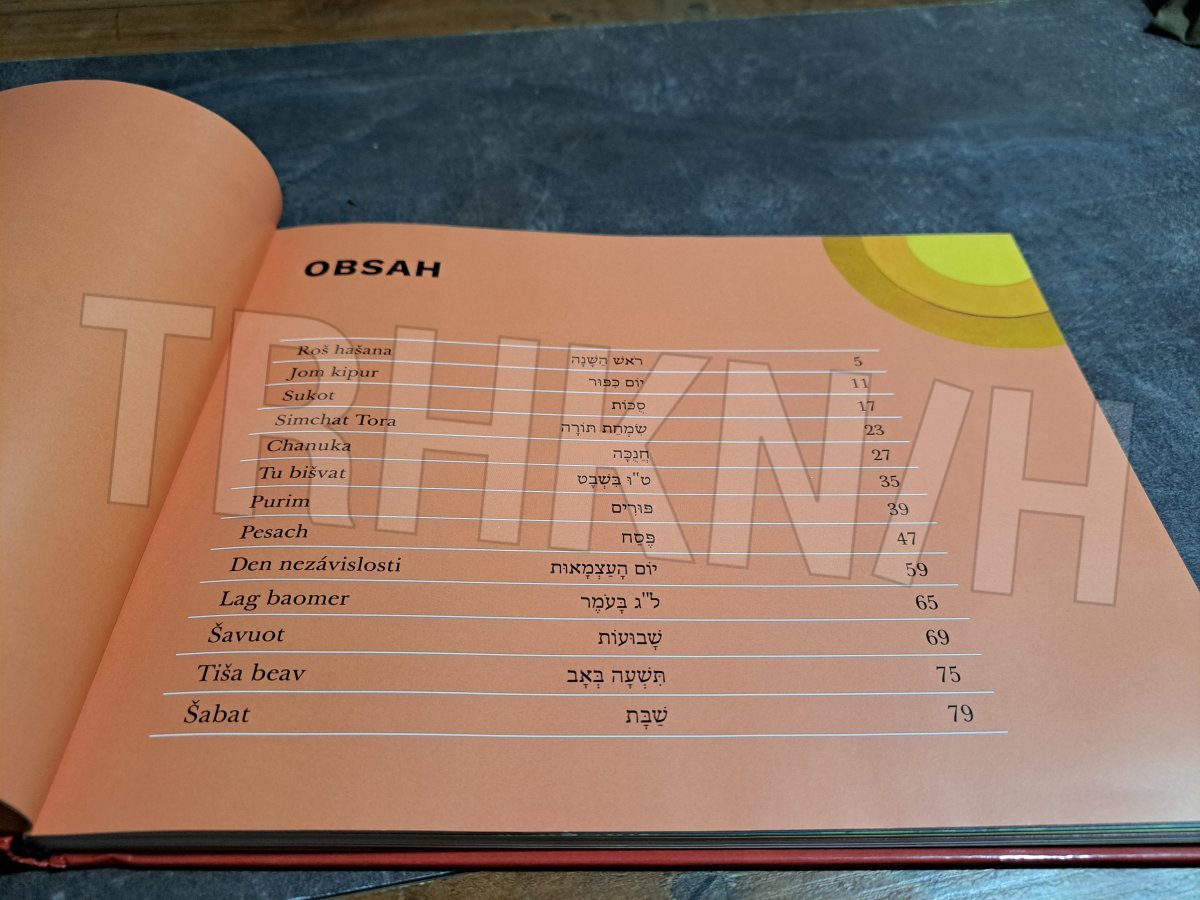 OBSAH
Roš hašana רֹאשׁ הַשָּׁנָה 5
Jom kipur יוֹם כִּפּוּר 11
Sukot סֻכּוֹת 17
Simchat Tora שִׂמְחַת תּוֹרָה 23
Chanuka חֲנֻכָּה 27
Tu bišvat ט"וּ בִּשְׁבָט 35
Purim פּוּרִים 39
Pesach פֶּסַח 47
Den nezávislosti יוֹם הָעַצְמָאוּת 59
Lag baomer ל"ג בָּעֹמֶר 65
Šavuot שָׁבוּעוֹת 69
Tiša beav תִּשְׁעָה בְּאָב 75
Šabat שַׁבָּת 79
TRHKNIH